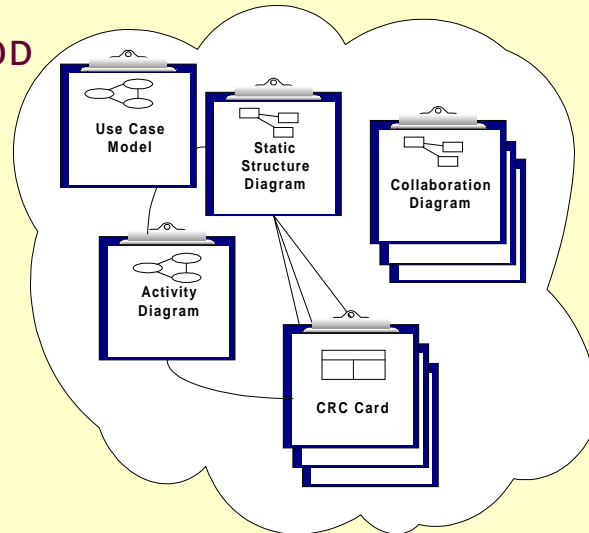 OD
Use Case
Model
Static
Structure
Diagram
Collaboration
Diagram
Activity
Diagram
CRC Card